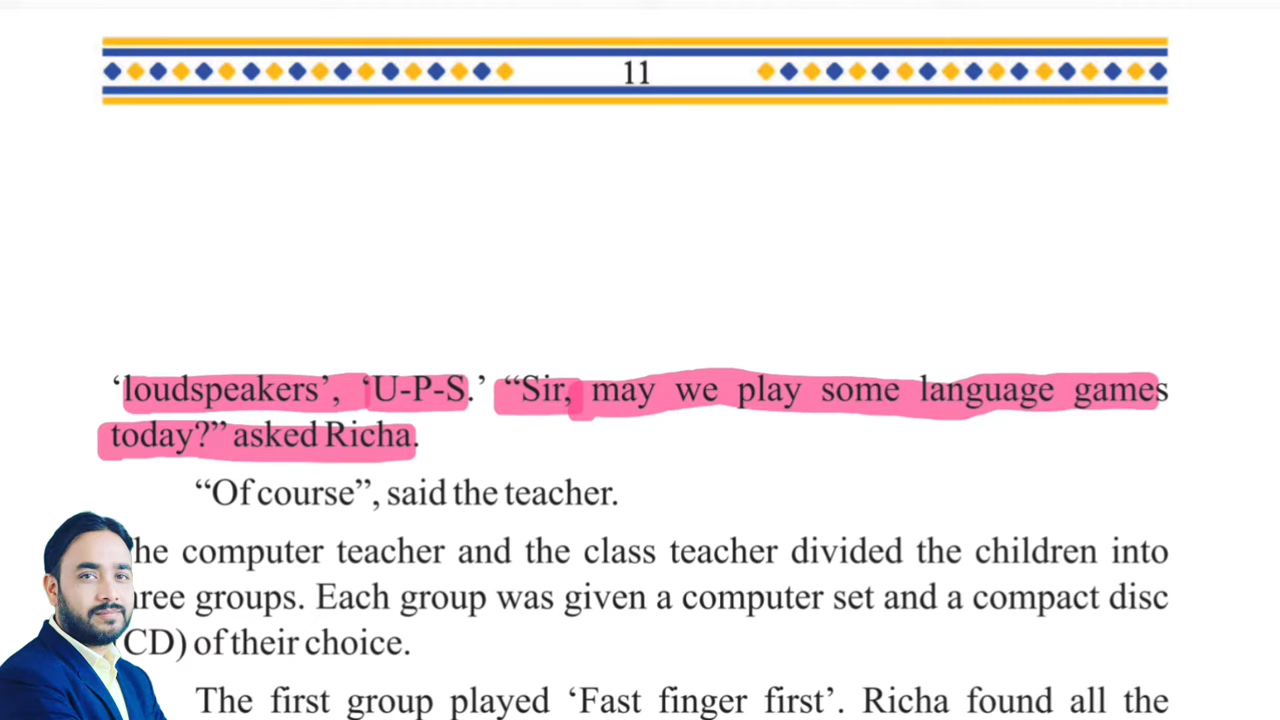 11
‘loudspeakers’, ‘U-P-S.’ “Sir, may we play some language games
today?” asked Richa.
“Of course”, said the teacher.
he computer teacher and the class teacher divided the children into
ree groups. Each group was given a computer set and a compact disc
CD) of their choice.
The first group played ‘Fast finger first’. Richa found all the